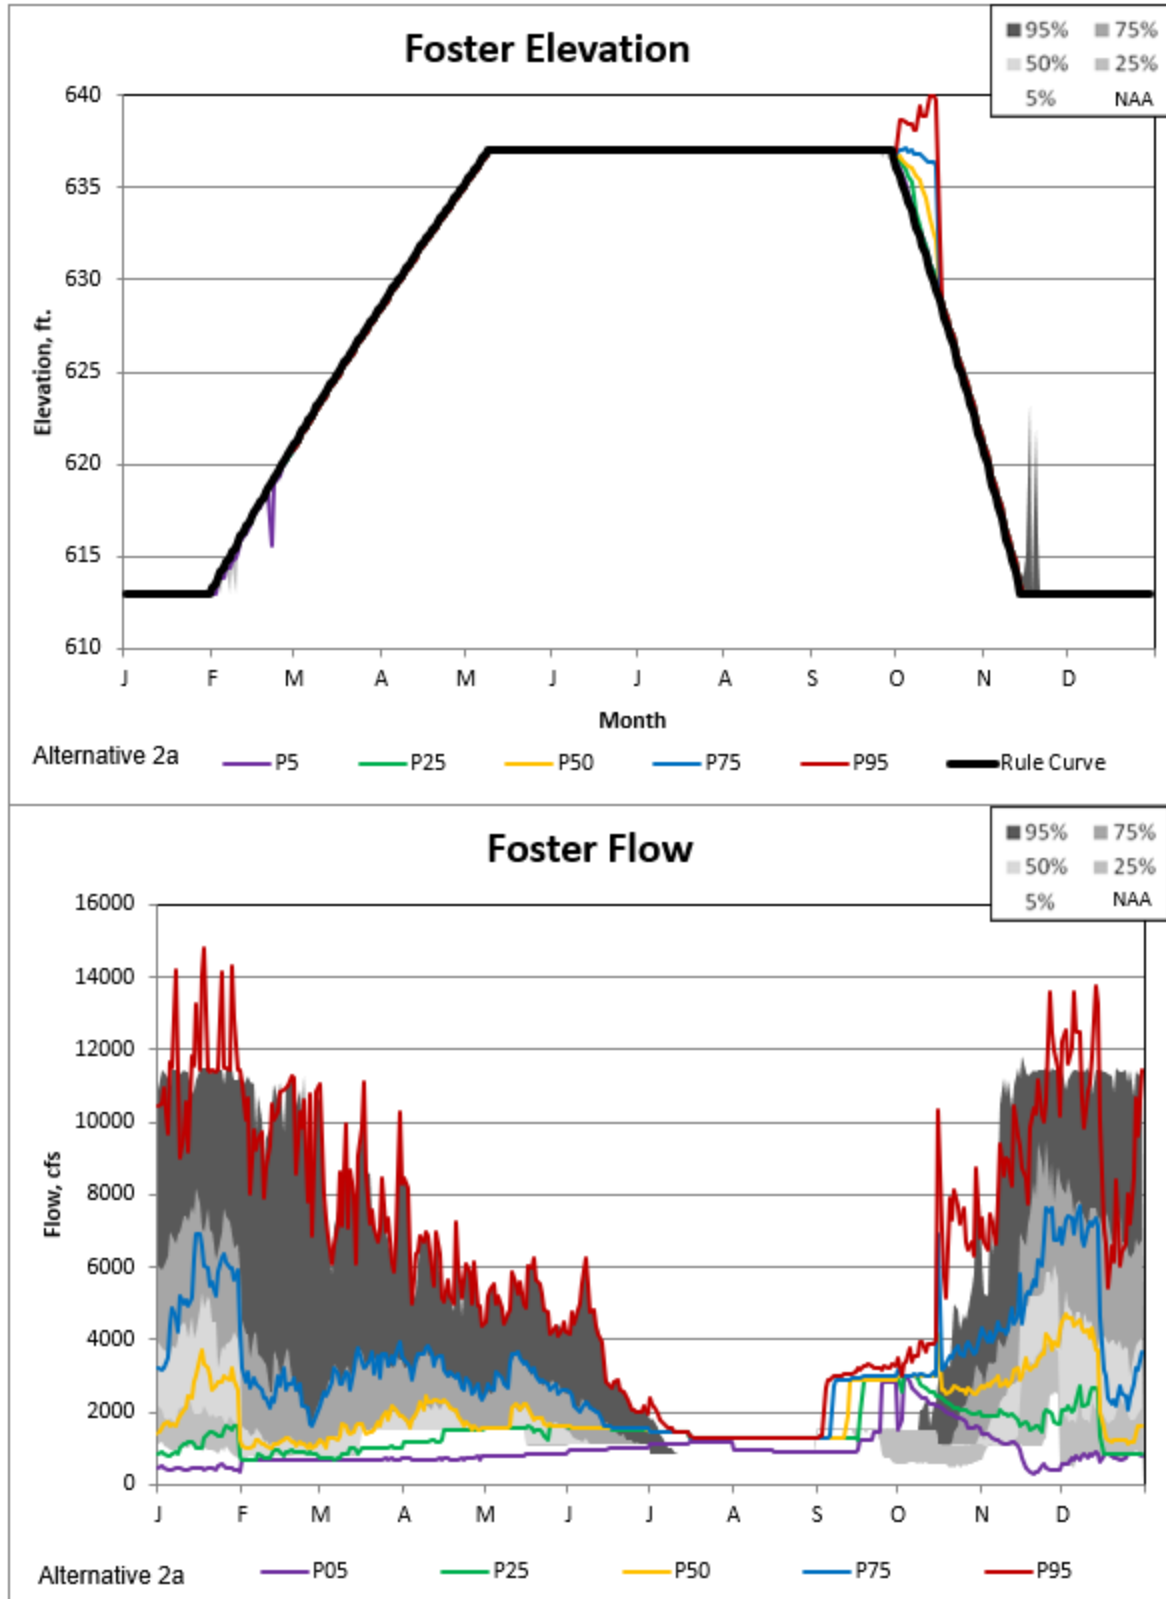 Foster Elevation
95% 75%
50% 25%
5% NAA
640
635
630
625
620
615
610
Elevation, ft.
J F M A M J J A S O N D
Month
Alternative 2a P5 P25 P50 P75 P95 Rule Curve
Foster Flow
95% 75%
50% 25%
5% NAA
16000
14000
12000
10000
8000
6000
4000
2000
0
Flow, cfs
J F M A M J J A S O N D
Alternative 2a P05 P25 P50 P75 P95